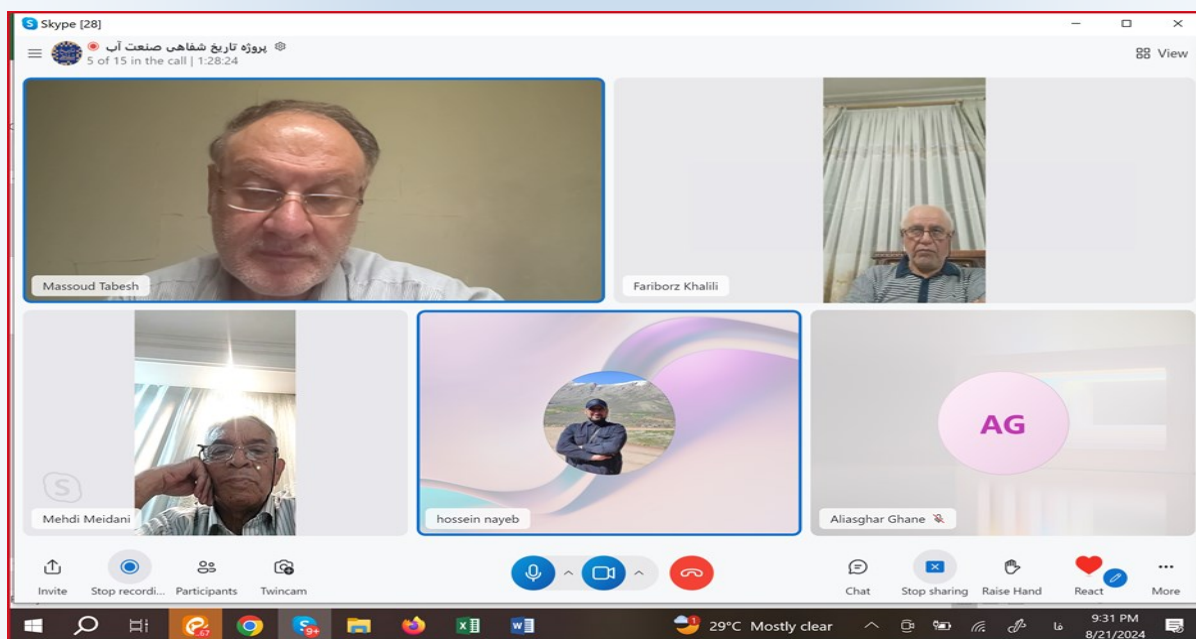 Skype [28]
پروژه تاریخ شفاهی صنعت آب
5 of 15 in the call | 1:28:24
View
Massoud Tabesh
Fariborz Khalili
Mehdi Meidani
hossein nayeb
AG
Aliasghar Ghane
Invite
Stop recordi...
Participants
Twincam
Chat
Stop sharing
Raise Hand
React
More
29°C Mostly clear
فا
9:31 PM
8/21/2024